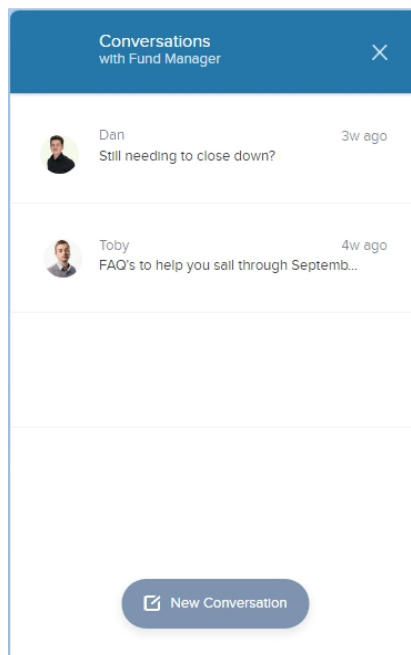 Conversations
with Fund Manager
Dan 3w ago
Still needing to close down?
Toby 4w ago
FAQ's to help you sail through Septemb...
New Conversation